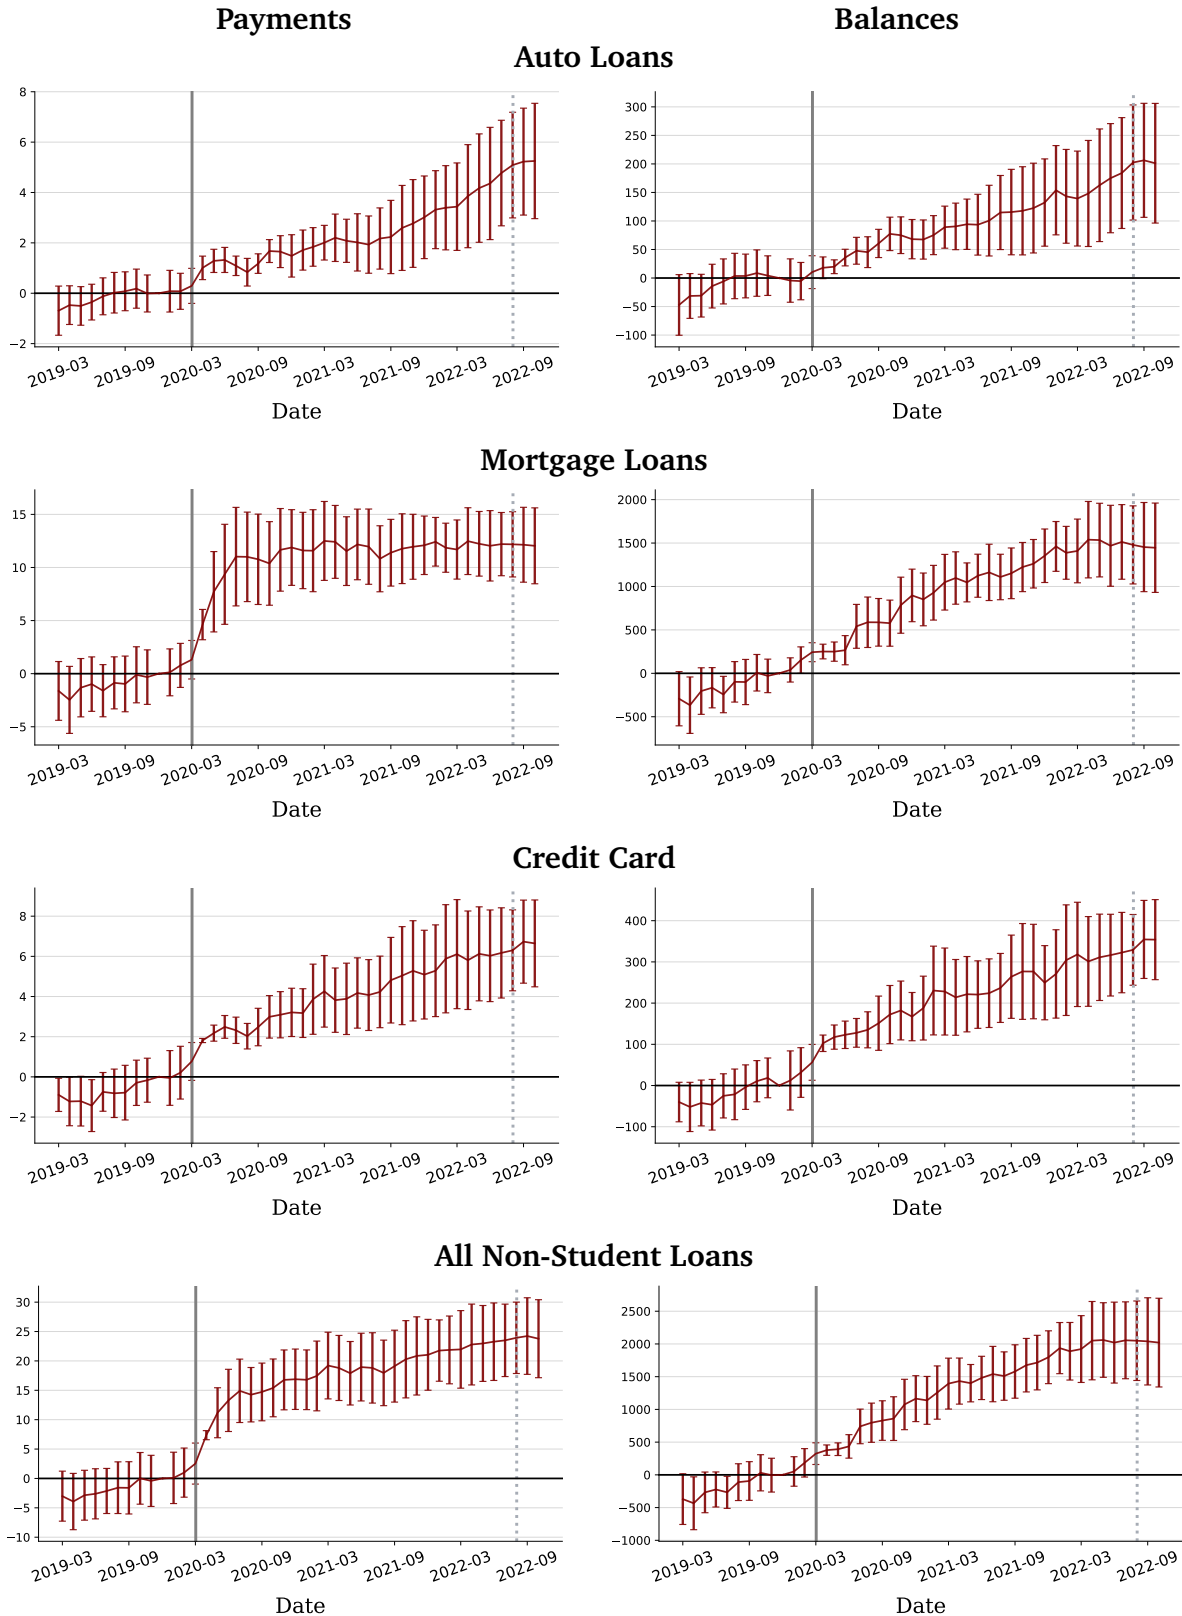 Payments Balances
Auto Loans
8
6
4
2
0
−2
2019-03 2019-09 2020-03 2020-09 2021-03 2021-09 2022-03 2022-09
Date
300
250
200
150
100
50
0
−50
−100
2019-03 2019-09 2020-03 2020-09 2021-03 2021-09 2022-03 2022-09
Date
Mortgage Loans
15
10
5
0
−5
2019-03 2019-09 2020-03 2020-09 2021-03 2021-09 2022-03 2022-09
Date
2000
1500
1000
500
0
−500
2019-03 2019-09 2020-03 2020-09 2021-03 2021-09 2022-03 2022-09
Date
Credit Card
8
6
4
2
0
−2
2019-03 2019-09 2020-03 2020-09 2021-03 2021-09 2022-03 2022-09
Date
400
300
200
100
0
−100
2019-03 2019-09 2020-03 2020-09 2021-03 2021-09 2022-03 2022-09
Date
All Non-Student Loans
30
25
20
15
10
5
0
−5
−10
2019-03 2019-09 2020-03 2020-09 2021-03 2021-09 2022-03 2022-09
Date
2500
2000
1500
1000
500
0
−500
−1000
2019-03 2019-09 2020-03 2020-09 2021-03 2021-09 2022-03 2022-09
Date